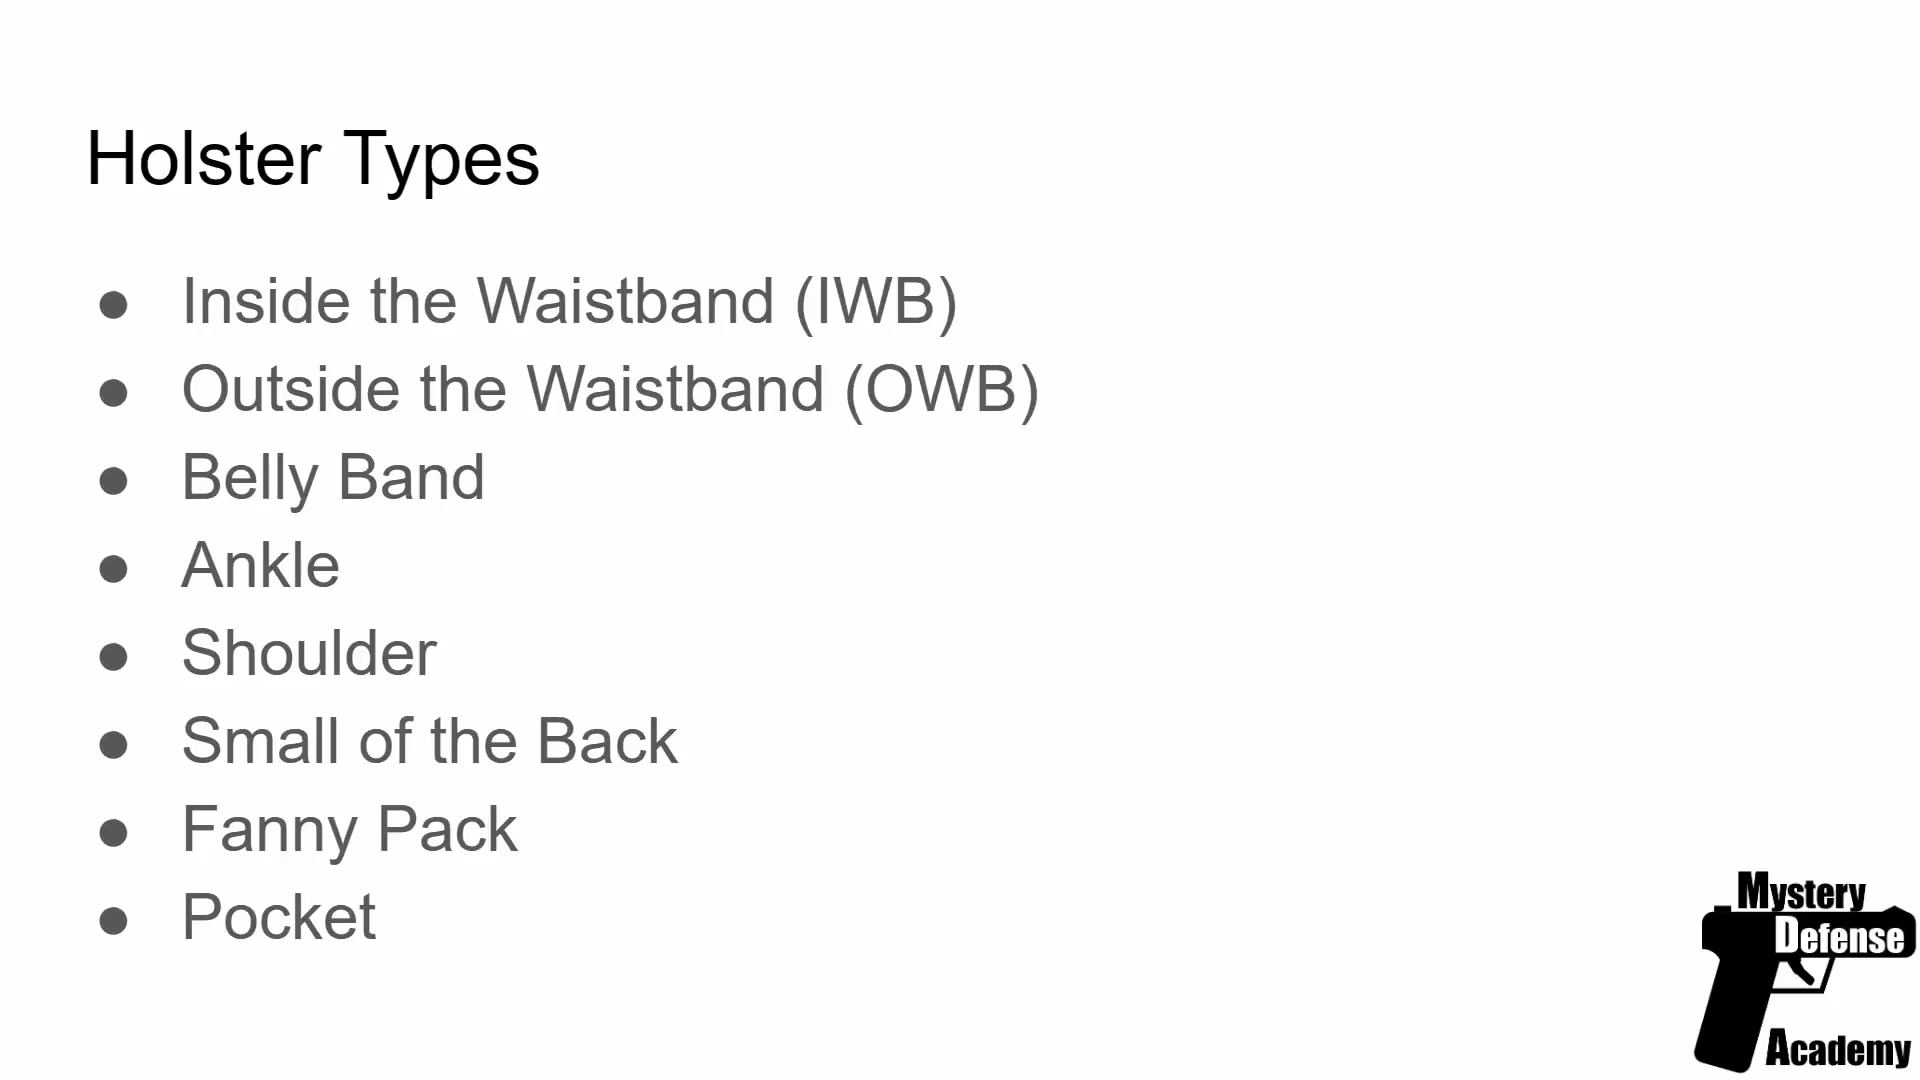 Holster Types
● Inside the Waistband (IWB)
● Outside the Waistband (OWB)
● Belly Band
● Ankle
● Shoulder
● Small of the Back
● Fanny Pack
● Pocket
Mystery
Defense
Academy